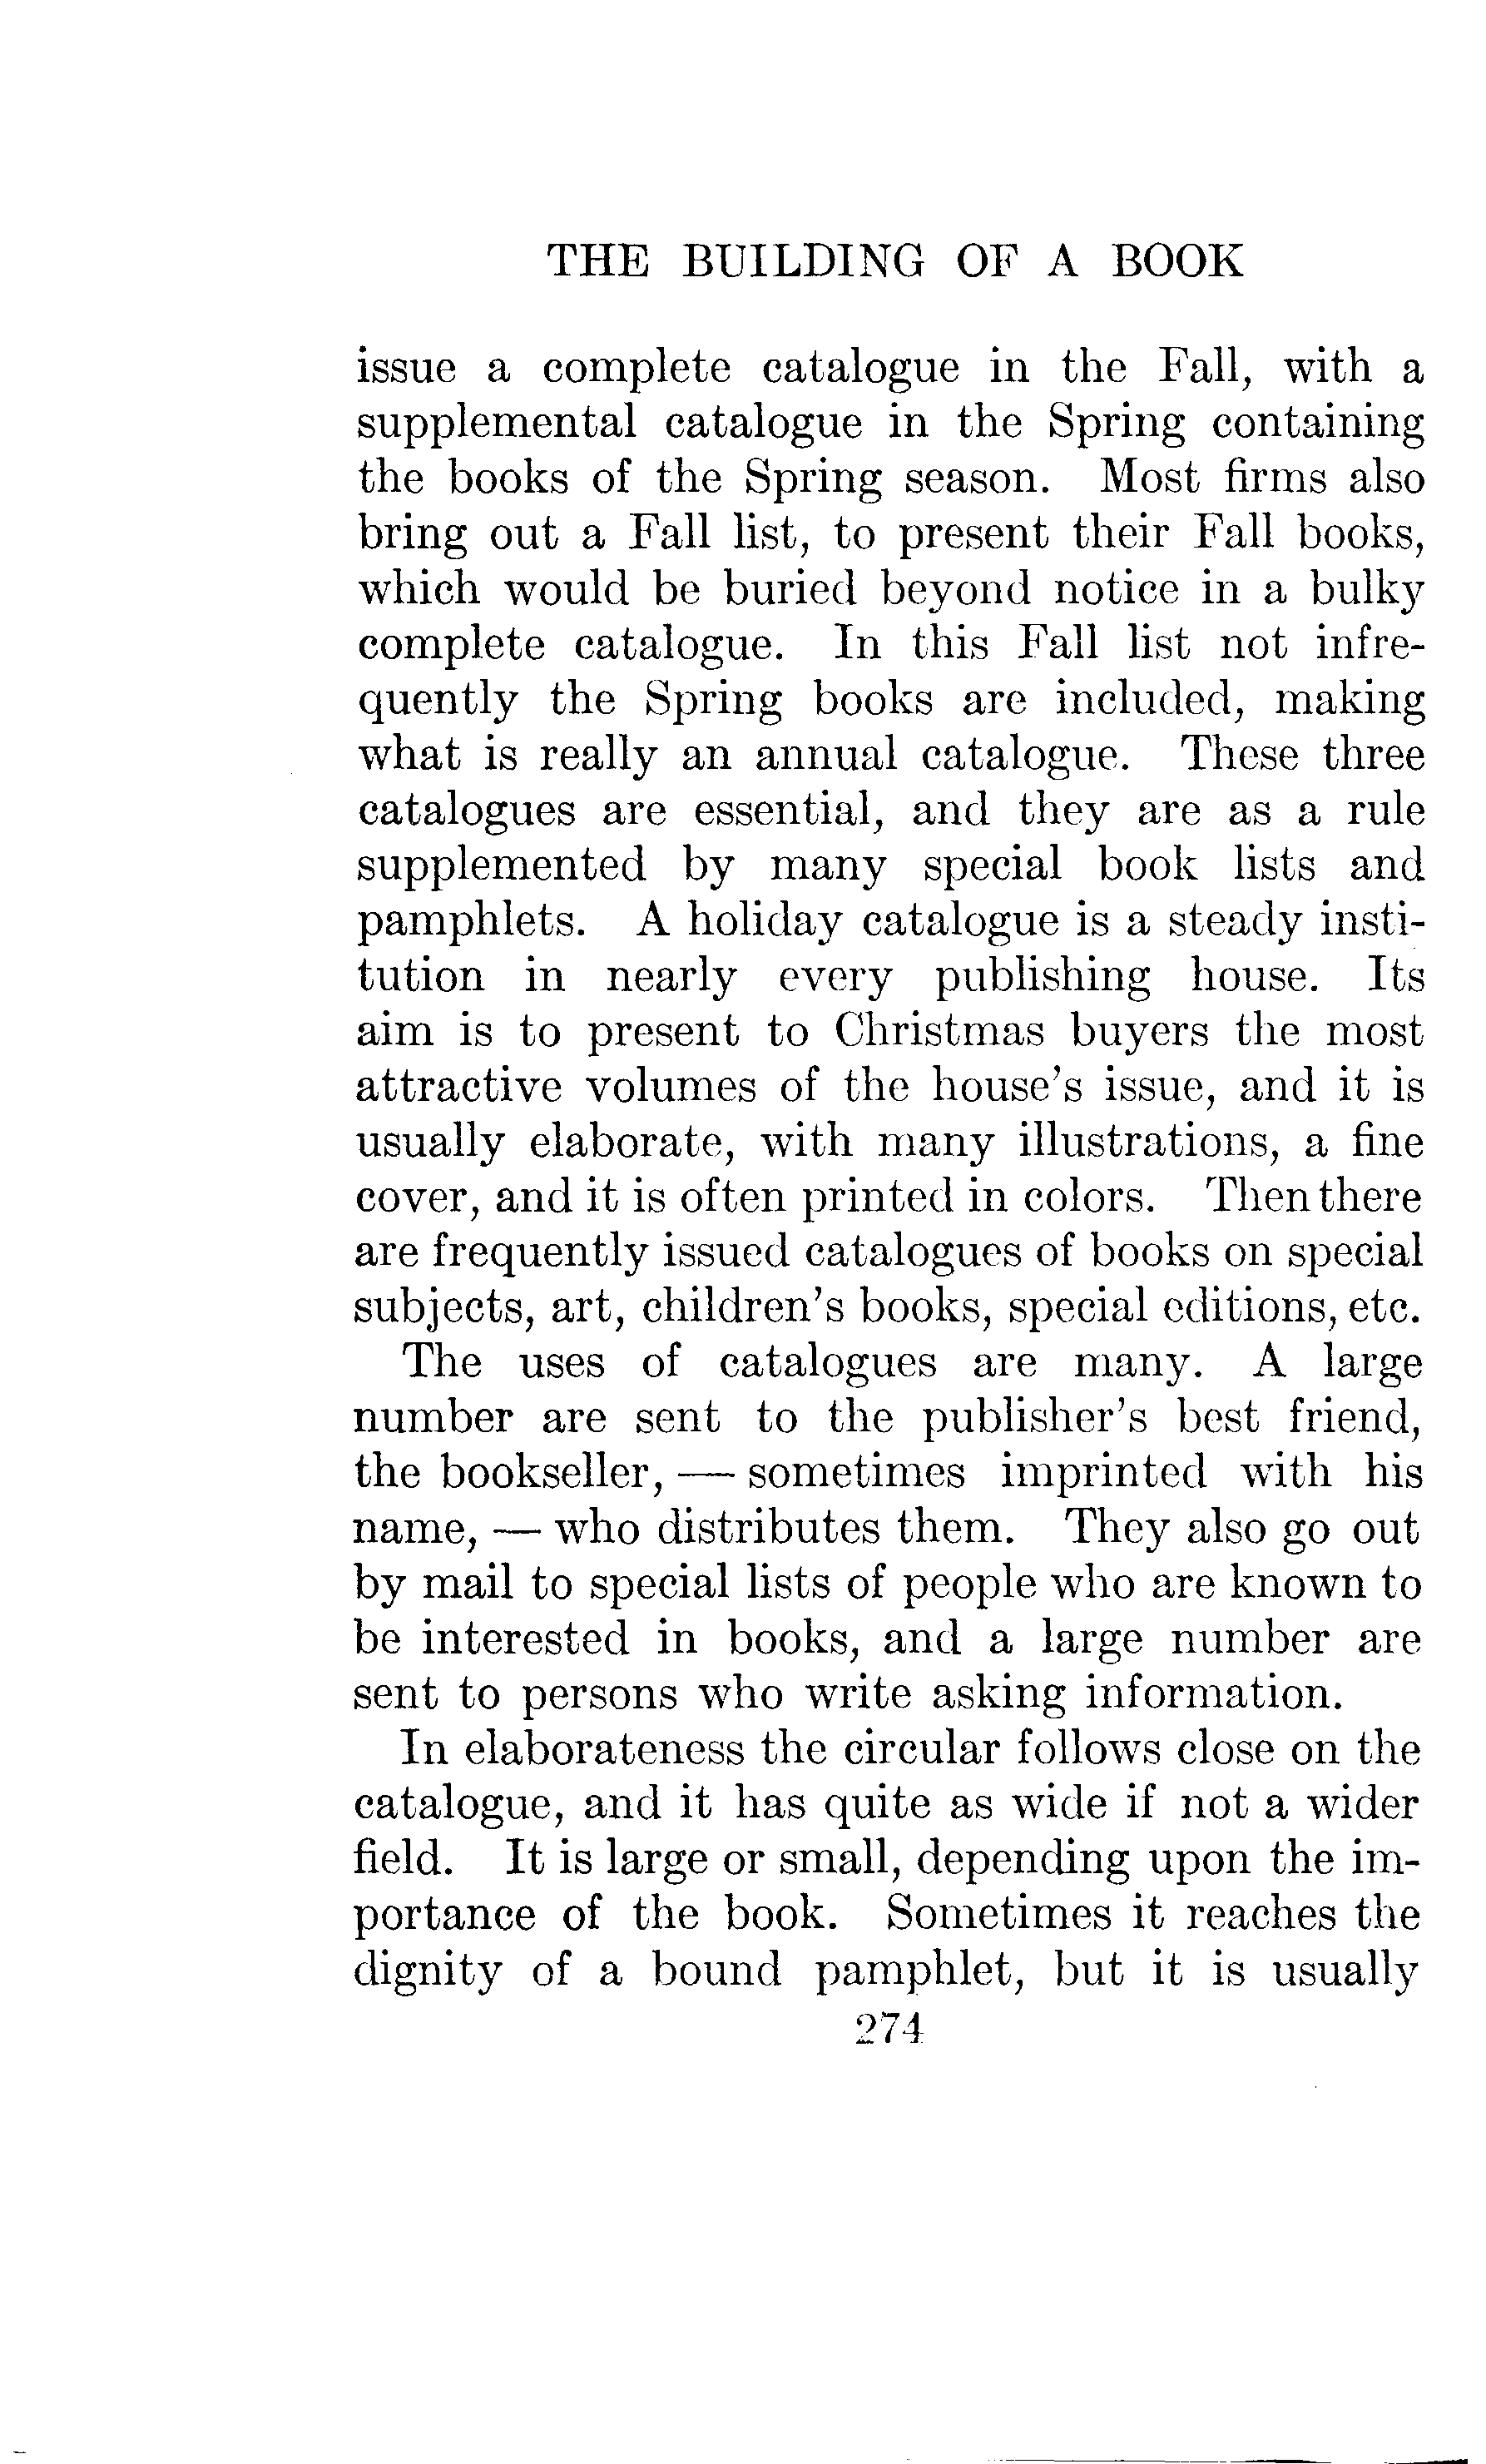 THE BUILDING OF A BOOK
issue a complete catalogue in the Fall, with a
supplemental catalogue in the Spring containing
the books of the Spring season. Most firms also
bring out a Fall list, to present their Fall books,
which would be buried beyond notice in a bulky
complete catalogue. In this Fall list not infre-
quently the Spring books are included, making
what is really an annual catalogue. These three
catalogues are essential, and they are as a rule
supplemented by many special book lists and
pamphlets. A holiday catalogue is a steady insti-
tution in nearly every publishing house. Its
aim is to present to Christmas buyers the most
attractive volumes of the house's issue, and it is
usually elaborate, with many illustrations, a fine
cover, and it is often printed in colors. Then there
are frequently issued catalogues of books on special
subjects, art, children's books, special editions, etc.
The uses of catalogues are many. A large
number are sent to the publisher's best friend,
the bookseller, — sometimes imprinted with his
name, — who distributes them. They also go out
by mail to special lists of people who are known to
be interested in books, and a large number are
sent to persons who write asking information.
In elaborateness the circular follows close on the
catalogue, and it has quite as wide if not a wider
field. It is large or small, depending upon the im-
portance of the book. Sometimes it reaches the
dignity of a bound pamphlet, but it is usually
274